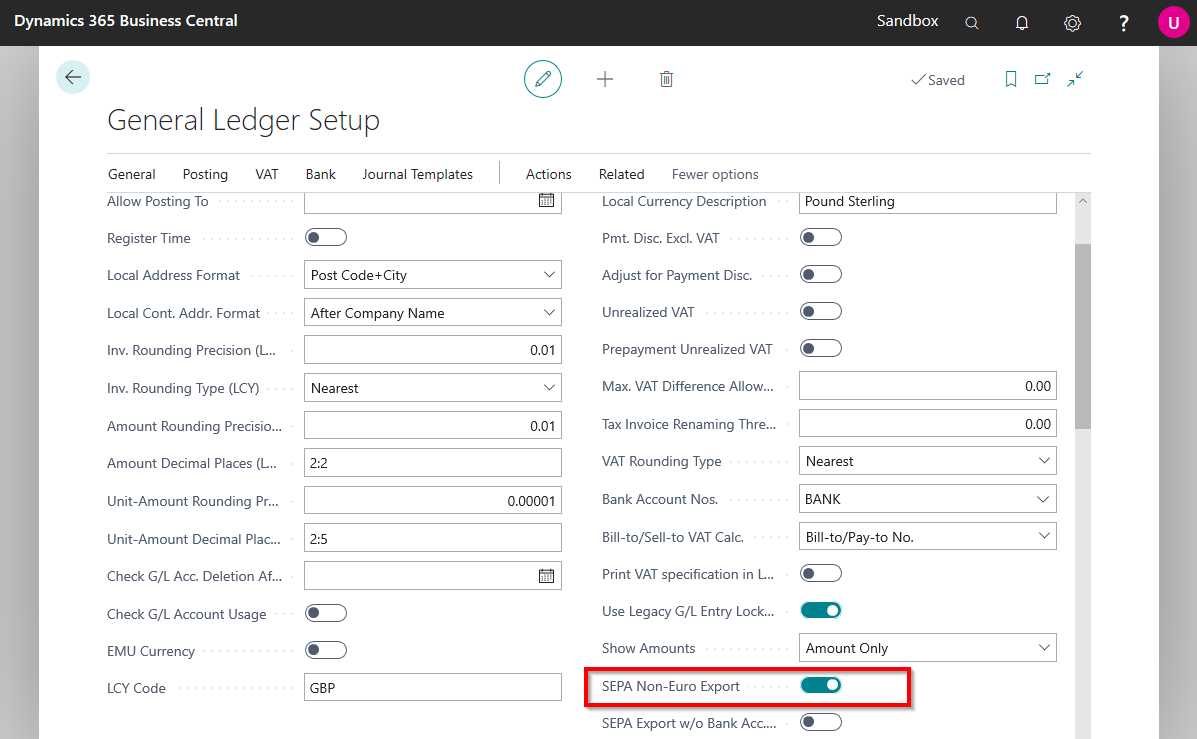 Dynamics 365 Business Central
Sandbox
?
U
Saved
General Ledger Setup
General
Posting
VAT
Bank
Journal Templates
Actions
Related
Fewer options
Allow Posting To
Register Time
Local Address Format
Post Code+City
Local Cont. Addr. Format
After Company Name
Inv. Rounding Precision (L...
0.01
Inv. Rounding Type (LCY)
Nearest
Amount Rounding Precisio...
0.01
Amount Decimal Places (L...
2:2
Unit-Amount Rounding Pr...
0.00001
Unit-Amount Decimal Plac...
2:5
Check G/L Acc. Deletion Af...
Check G/L Account Usage
EMU Currency
LCY Code
GBP
Local Currency Description
Pound Sterling
Pmt. Disc. Excl. VAT
Adjust for Payment Disc.
Unrealized VAT
Prepayment Unrealized VAT
Max. VAT Difference Allow...
0.00
Tax Invoice Renaming Thre...
0.00
VAT Rounding Type
Nearest
Bank Account Nos.
BANK
Bill-to/Sell-to VAT Calc.
Bill-to/Pay-to No.
Print VAT specification in L...
Use Legacy G/L Entry Lock...
Show Amounts
Amount Only
SEPA Non-Euro Export
SEPA Export w/o Bank Acc....